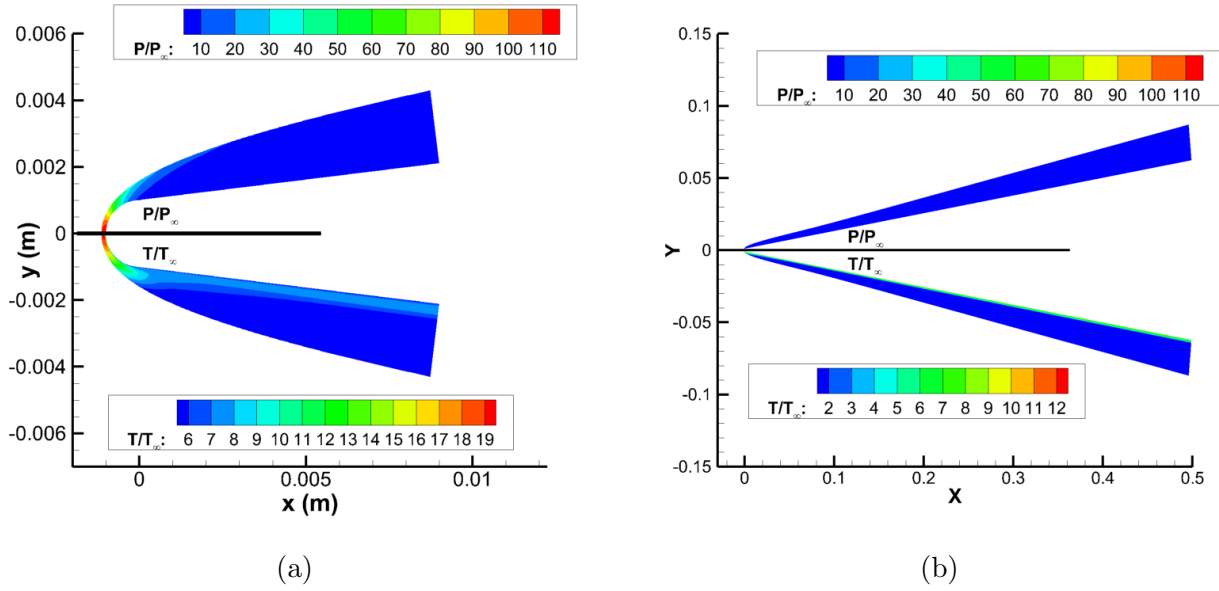 0.006
0.004
0.002
0
-0.002
-0.004
-0.006
y (m)
P/P∞: 10 20 30 40 50 60 70 80 90 100 110
P/P∞
T/T∞
T/T∞: 6 7 8 9 10 11 12 13 14 15 16 17 18 19
0 0.005 0.01
x (m)
(a)
0.15
0.1
0.05
0
-0.05
-0.1
-0.15
Y
P/P∞: 10 20 30 40 50 60 70 80 90 100 110
P/P∞
T/T∞
T/T∞: 2 3 4 5 6 7 8 9 10 11 12
0 0.1 0.2 0.3 0.4 0.5
X
(b)